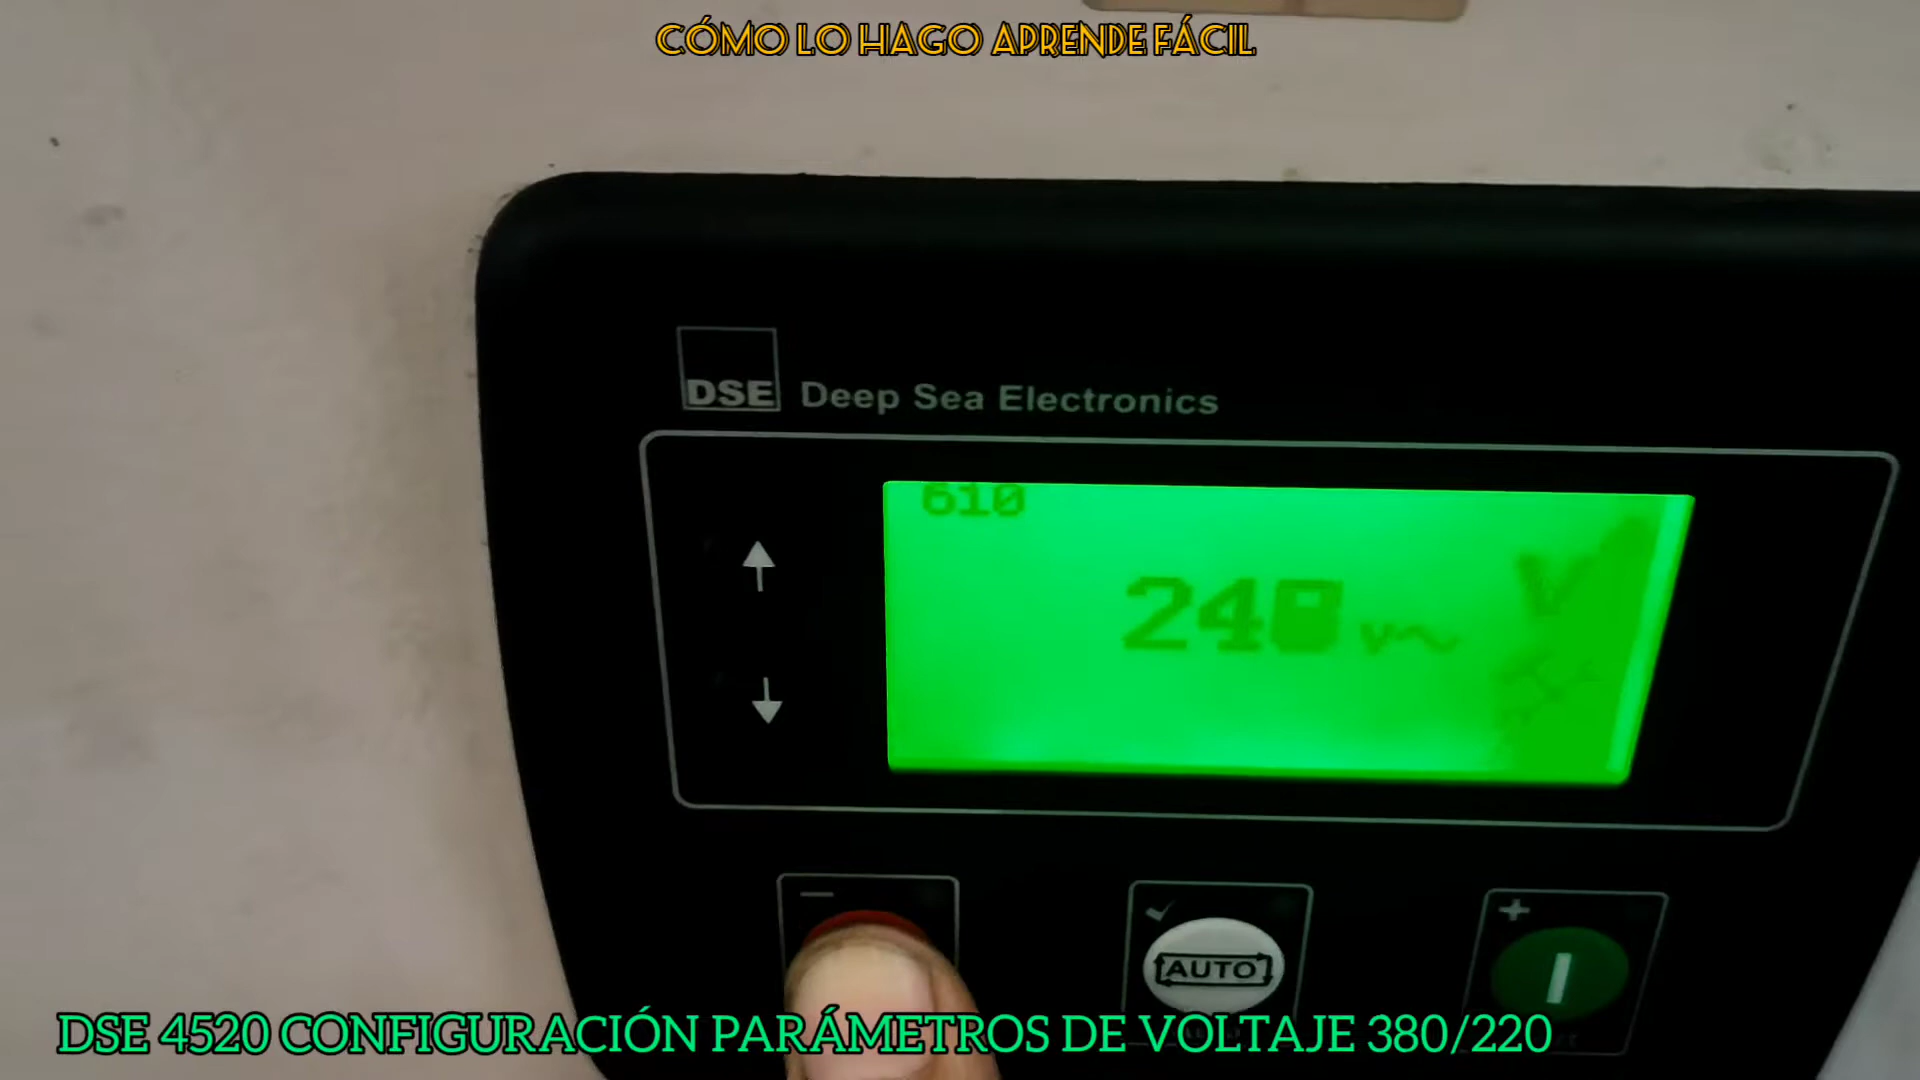 CÓMO LO HAGO APRENDE FÁCIL
DSE Deep Sea Electronics
610
V~
AUTO
DSE 4520 CONFIGURACIÓN PARÁMETROS DE VOLTAJE 380/220